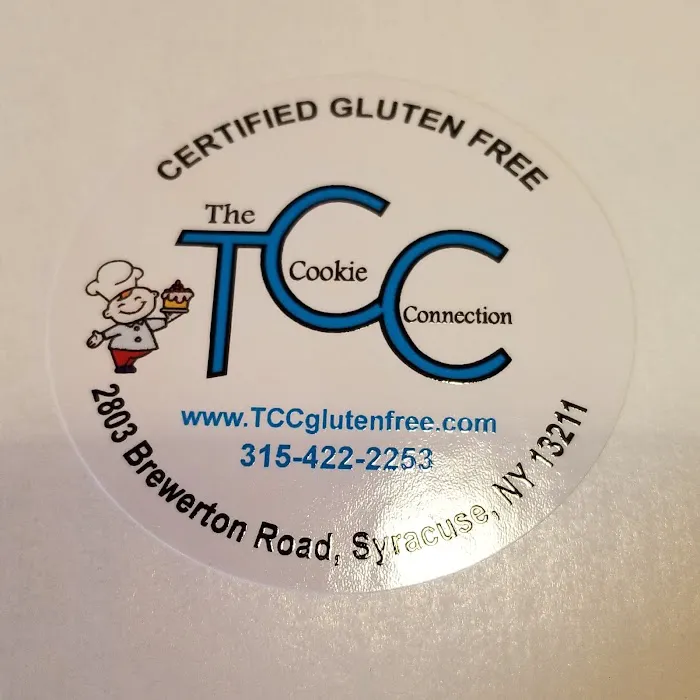 CERTIFIED GLUTEN FREE
The
TCC
Cookie
Connection
www.TCCglutenfree.com
315-422-2253
2803 Brewerton Road, Syracuse, NY 13211